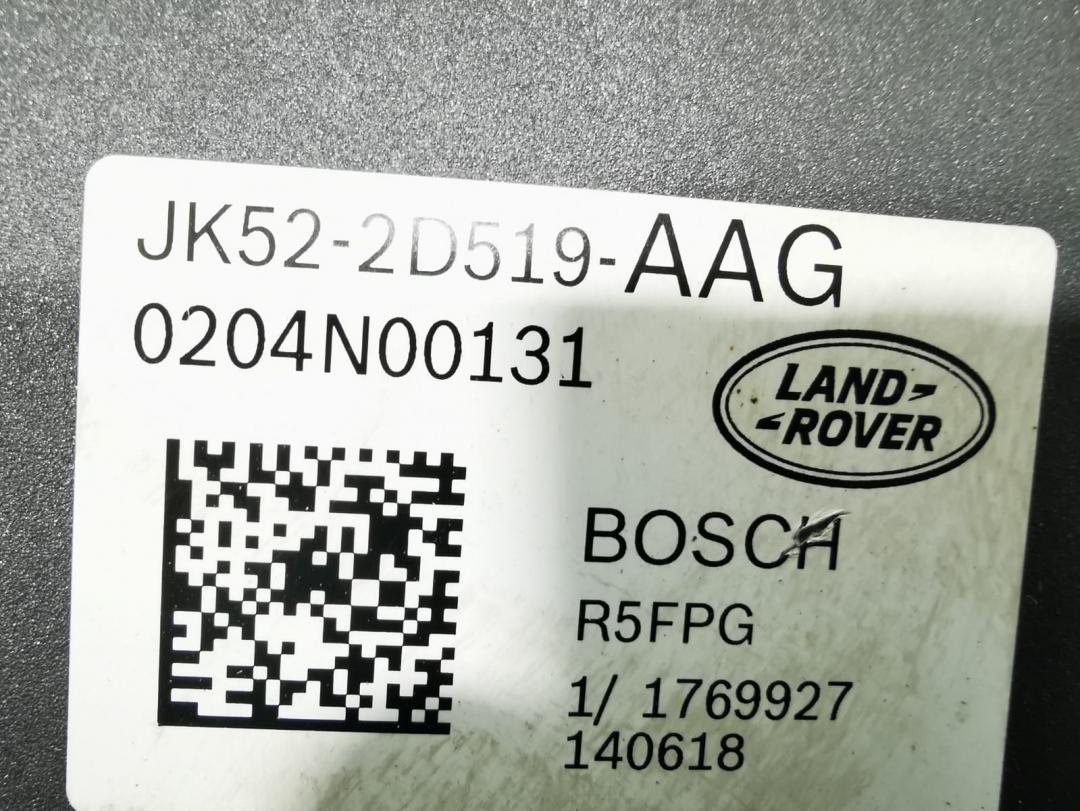 JK52-2D519-AAG
0204N00131
LAND
ROVER
BOSCH
R5FPG
1/ 1769927
140618